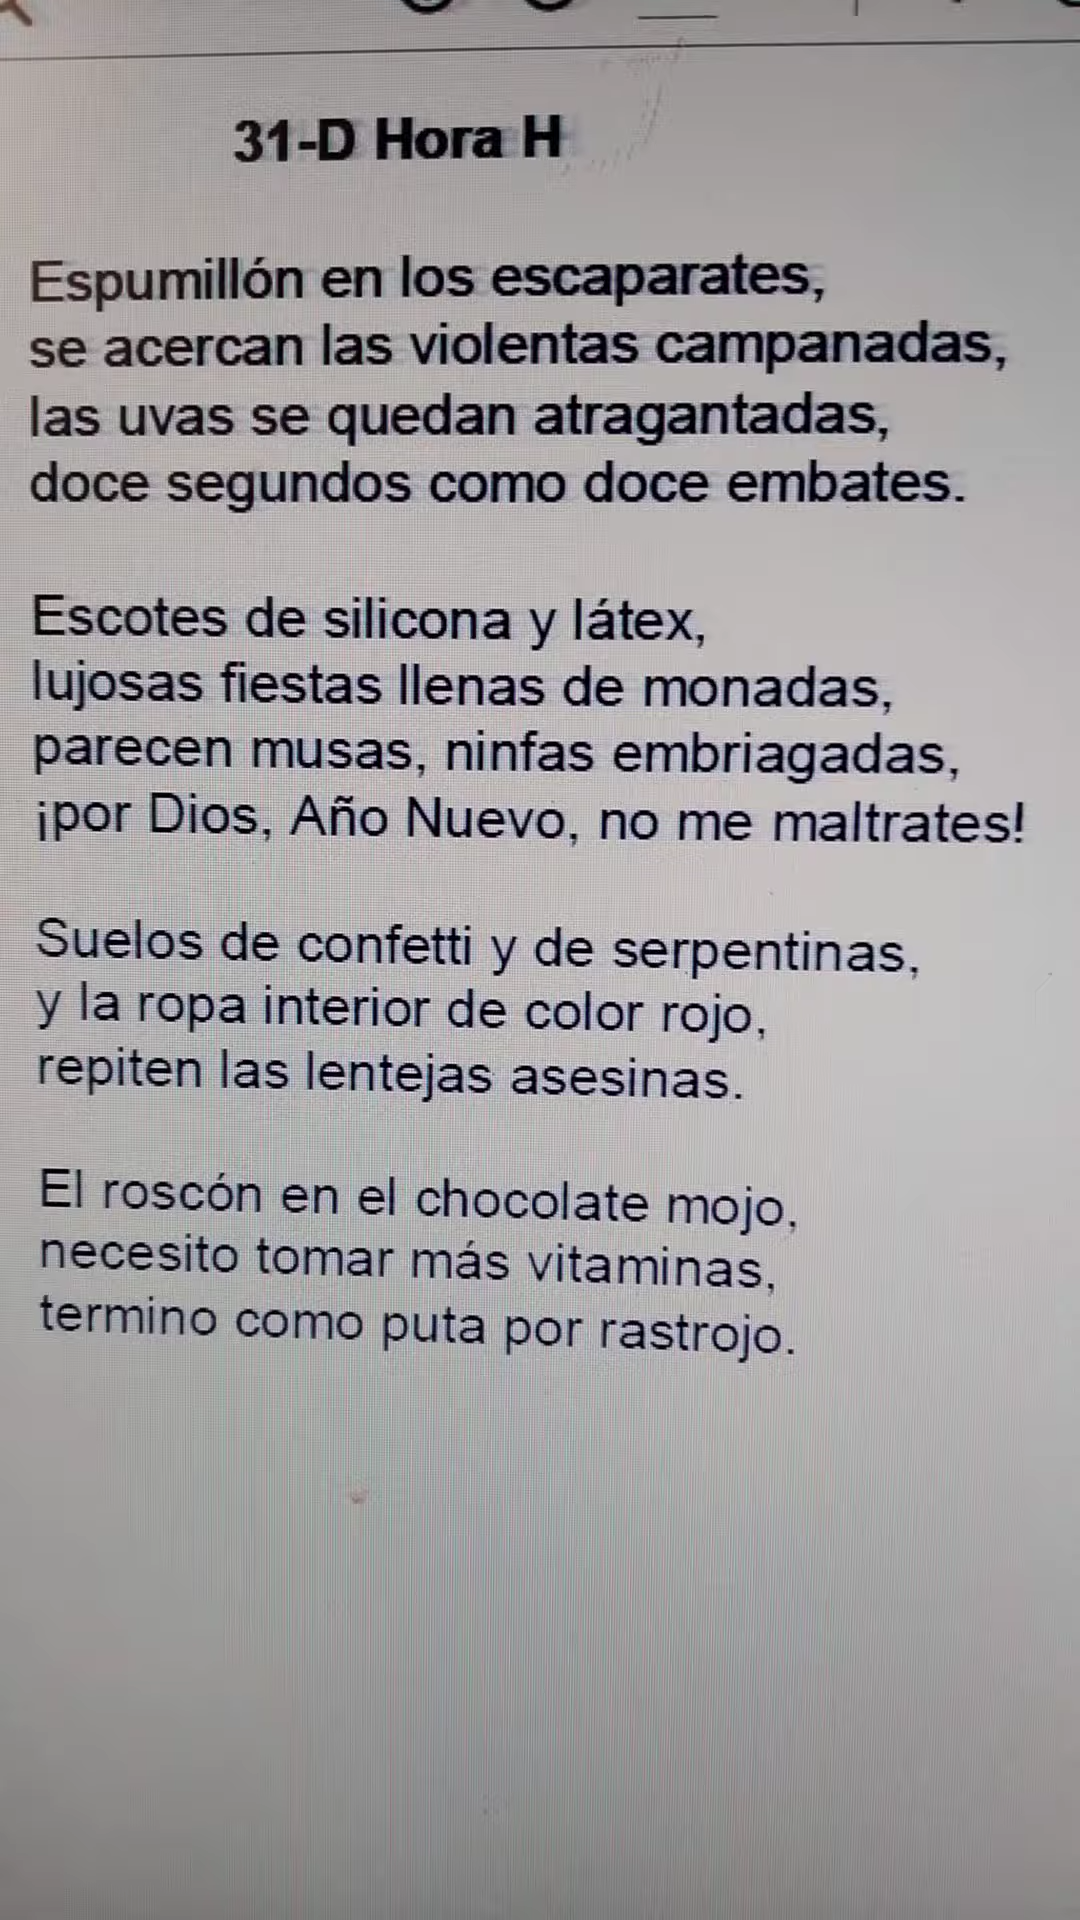 31-D Hora H
Espumillón en los escaparates,
se acercan las violentas campanadas,
las uvas se quedan atragantadas,
doce segundos como doce embates.
Escotes de silicona y látex,
lujosas fiestas llenas de monadas,
parecen musas, ninfas embriagadas,
¡por Dios, Año Nuevo, no me maltrates!
Suelos de confetti y de serpentinas,
y la ropa interior de color rojo,
repiten las lentejas asesinas.
El roscón en el chocolate mojo,
necesito tomar más vitaminas,
termino como puta por rastrojo.